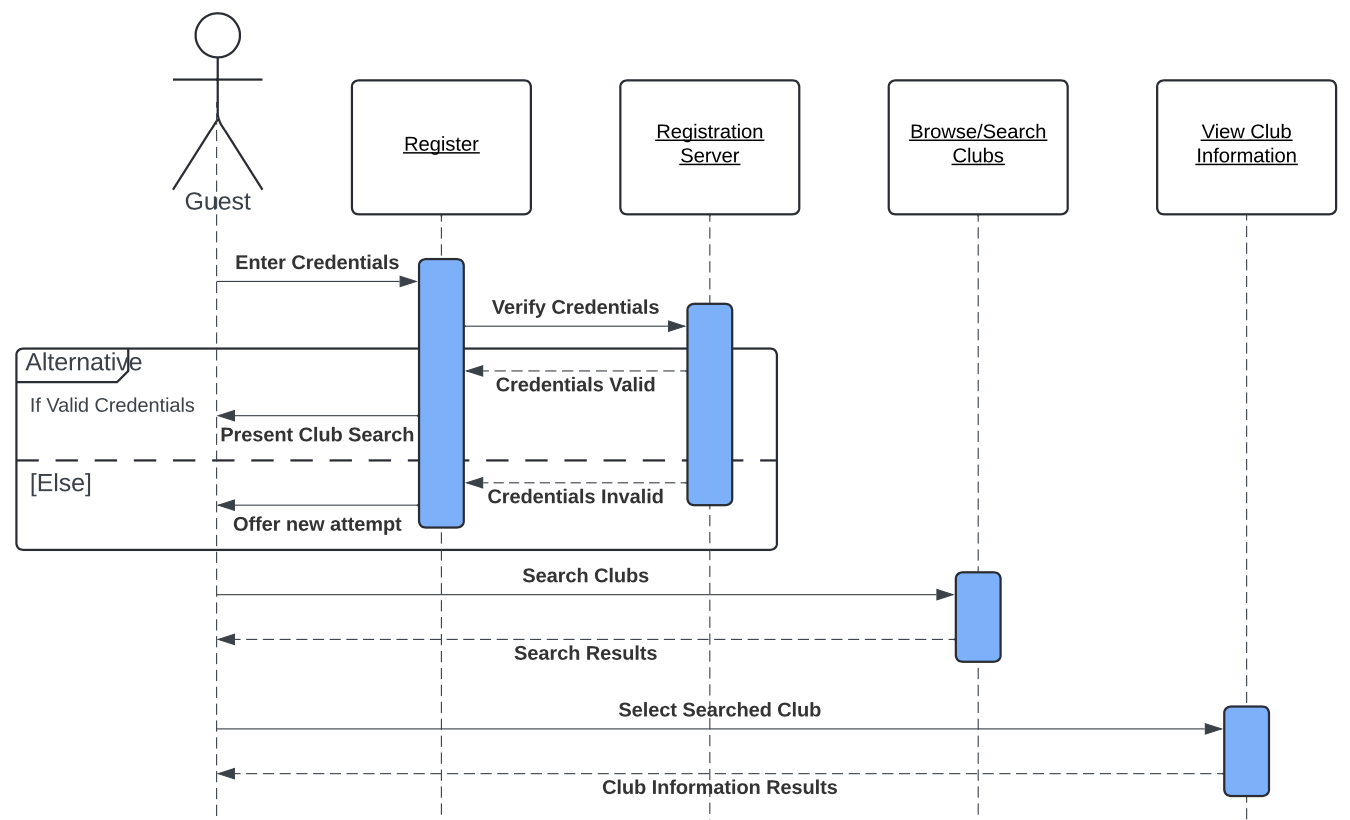 Guest
Register
Registration
Server
Browse/Search
Clubs
View Club
Information
Enter Credentials
Verify Credentials
Alternative
Credentials Valid
If Valid Credentials
Present Club Search
[Else]
Credentials Invalid
Offer new attempt
Search Clubs
Search Results
Select Searched Club
Club Information Results